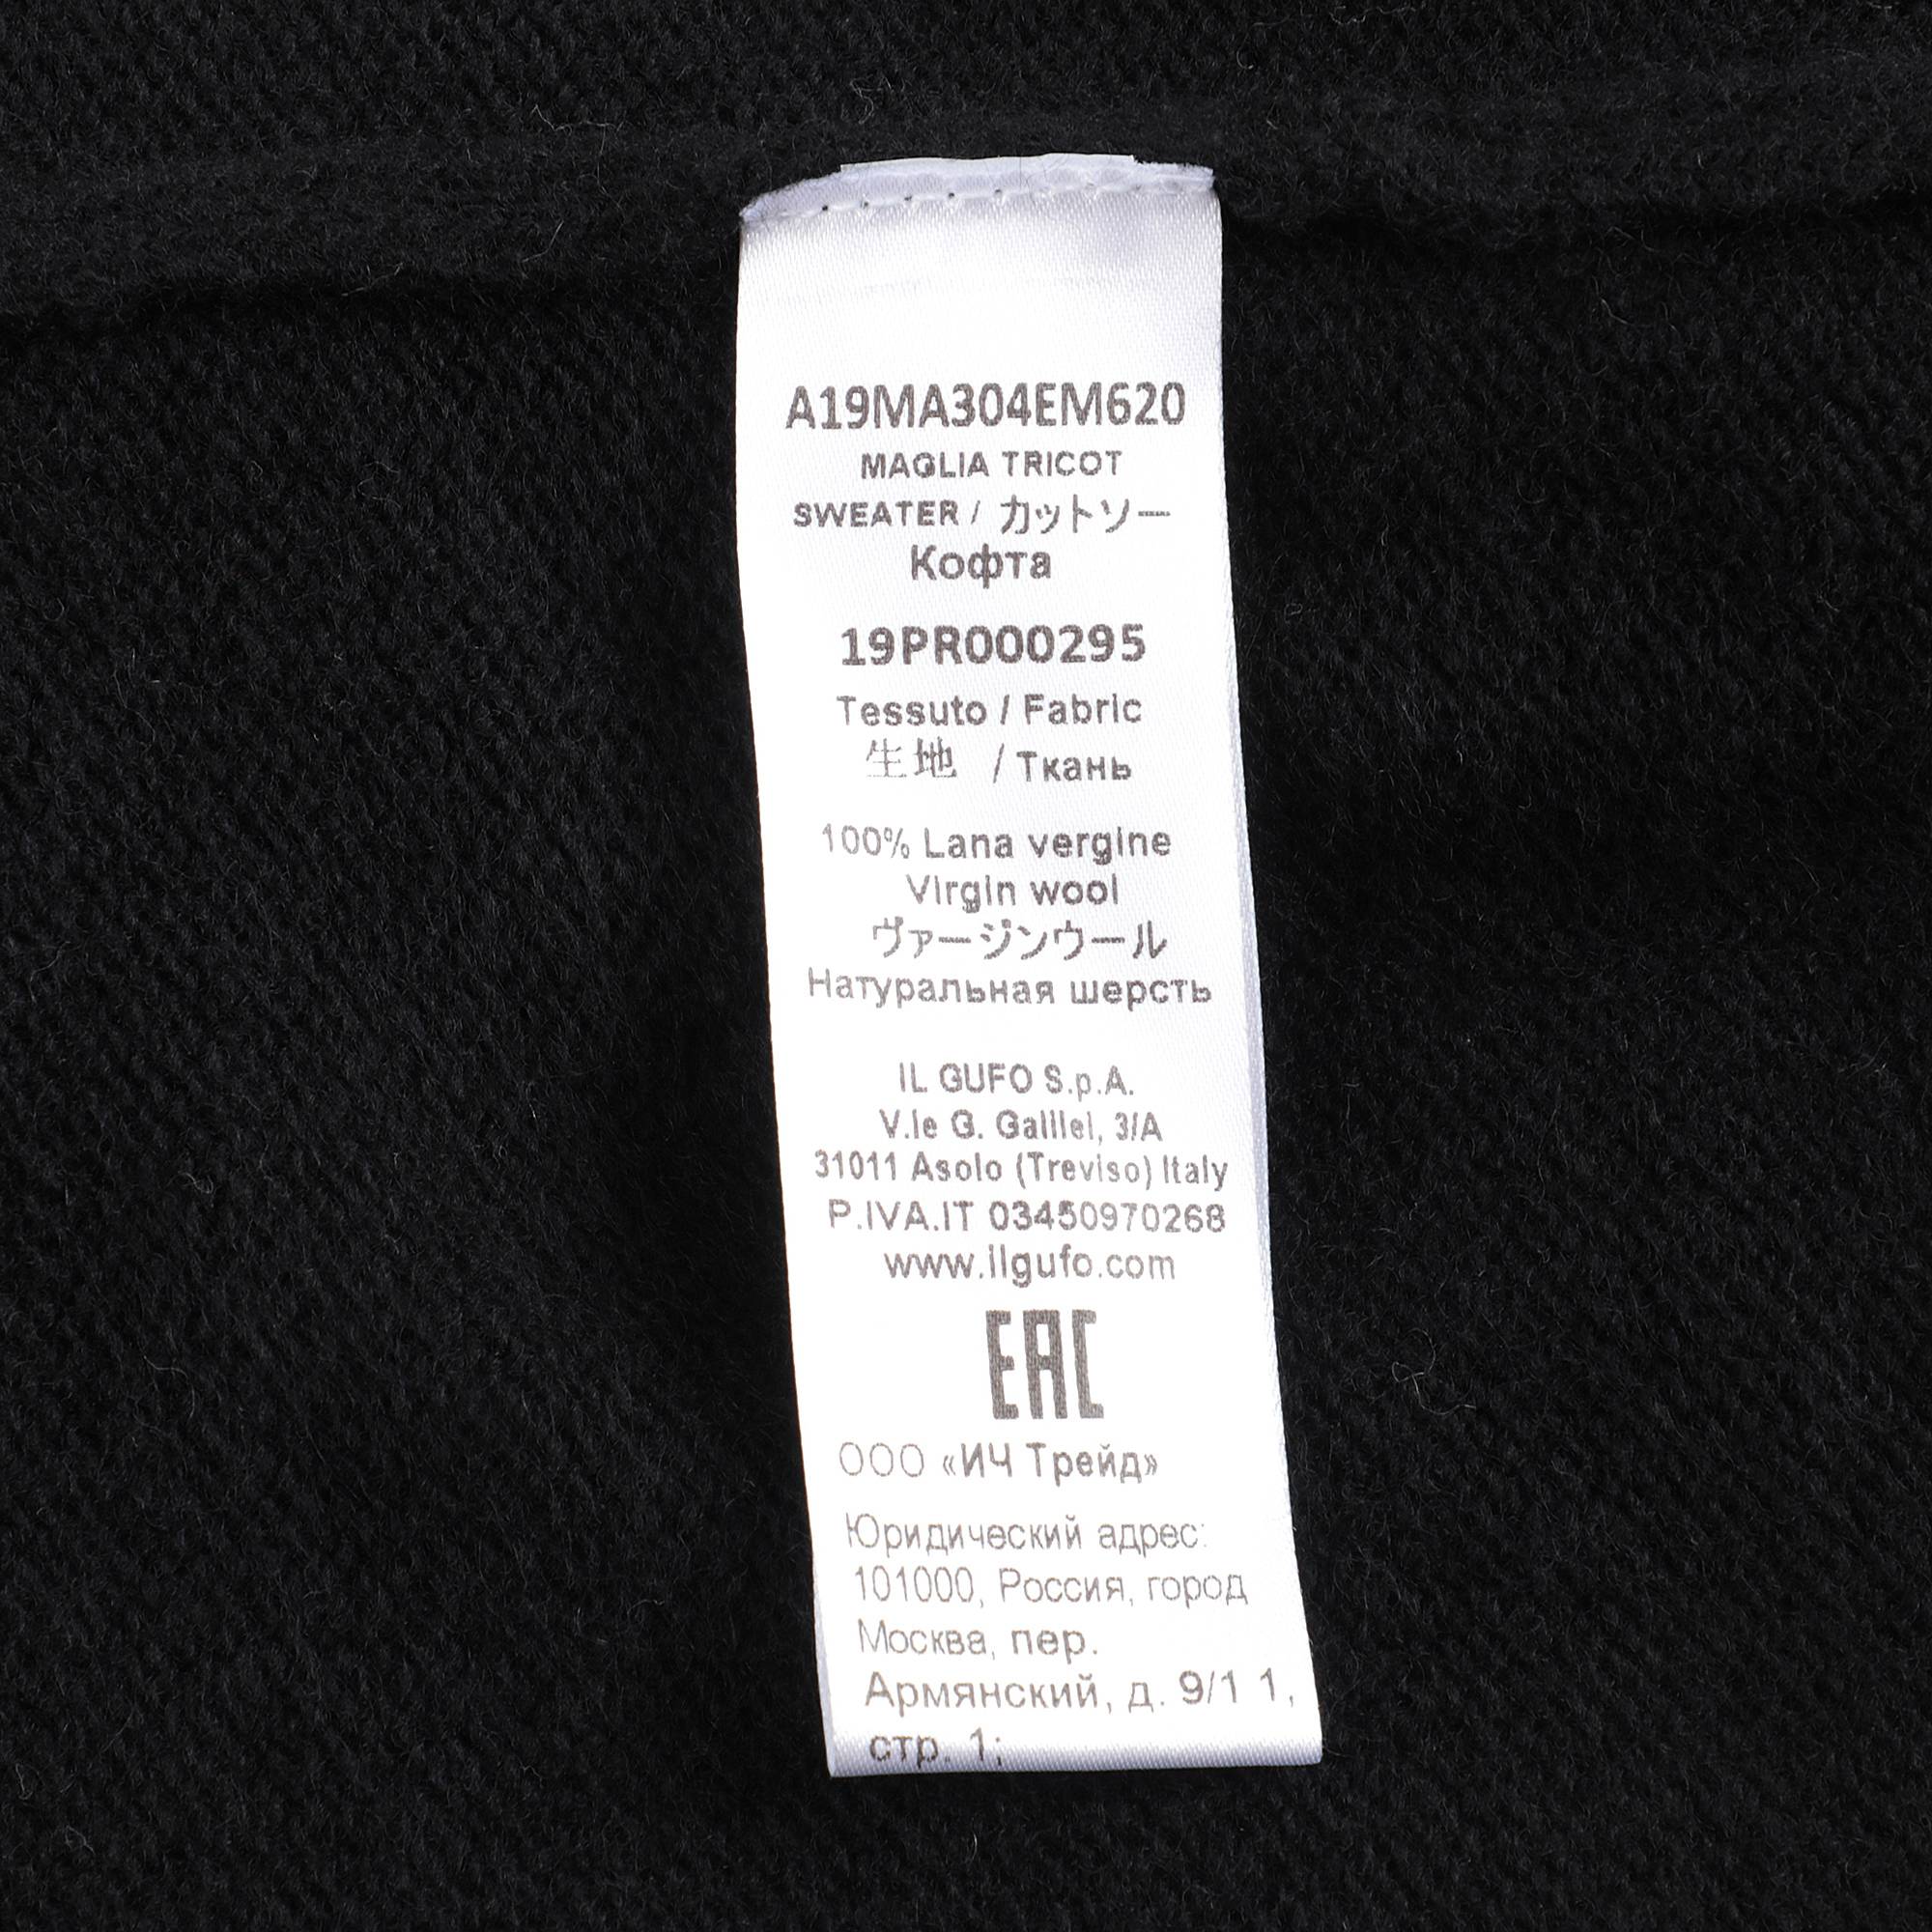 A19MA304EM620
MAGLIA TRICOT
SWEATER / カットソー
Кофта
19PR000295
Tessuto / Fabric
生地 / Ткань
100% Lana vergine
Virgin wool
ヴァージンウール
Натуральная шерсть
IL GUFO S.p.A.
V.le G. Galilei, 3/A
31011 Asolo (Treviso) Italy
P.IVA.IT 03450970268
www.ilgufo.com
EAC
ООО «ИЧ Трейд»
Юридический адрес:
101000, Россия, город
Москва, пер.
Армянский, д. 9/1 1,
стр. 1;